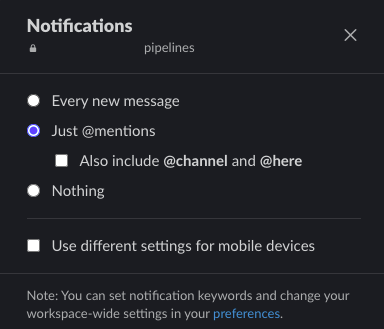 Notifications
pipelines
Every new message
Just @mentions
Also include @channel and @here
Nothing
Use different settings for mobile devices
Note: You can set notification keywords and change your
workspace-wide settings in your preferences.